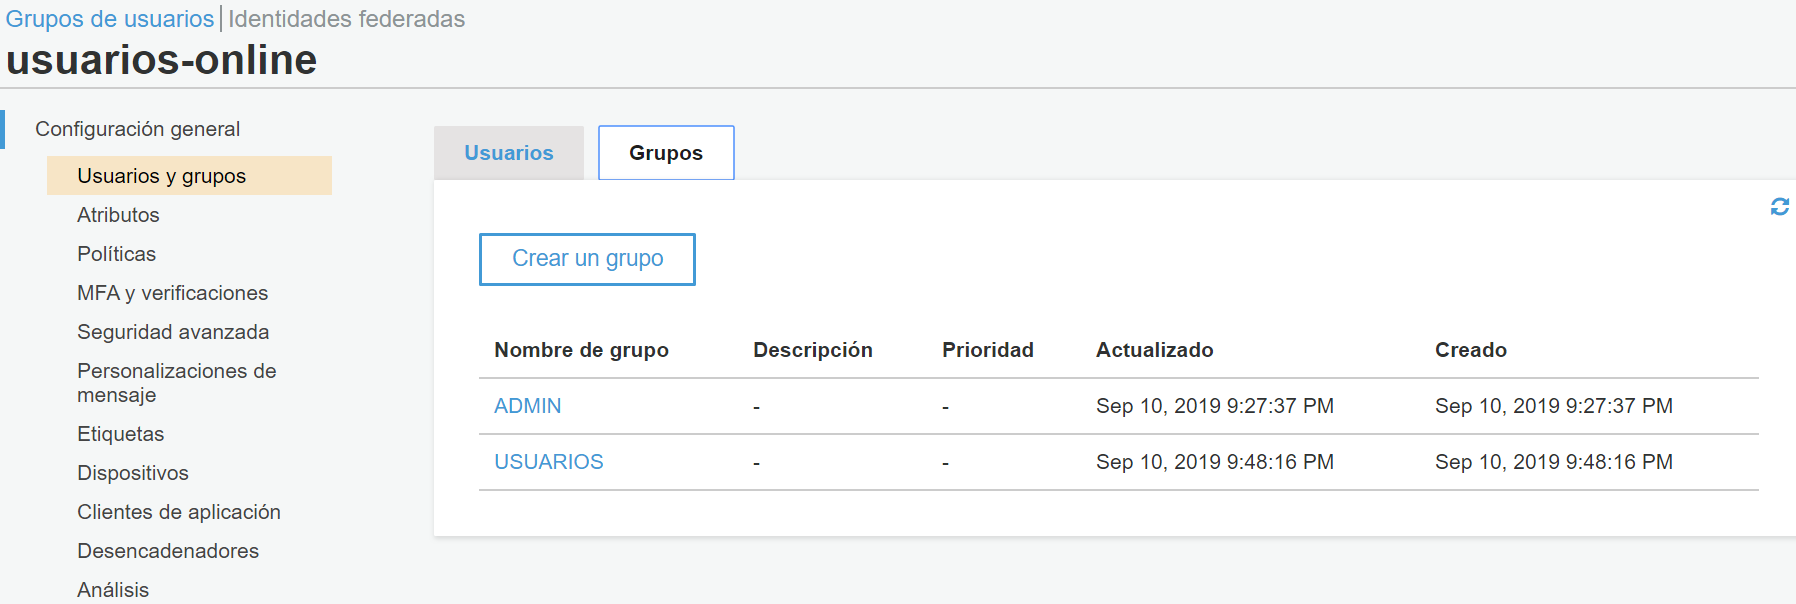 Grupos de usuarios Identidades federadas
usuarios-online
Configuración general
Usuarios y grupos
Atributos
Políticas
MFA y verificaciones
Seguridad avanzada
Personalizaciones de
mensaje
Etiquetas
Dispositivos
Clientes de aplicación
Desencadenadores
Análisis
Usuarios Grupos
Crear un grupo
Nombre de grupo Descripción Prioridad Actualizado Creado
ADMIN - - Sep 10, 2019 9:27:37 PM Sep 10, 2019 9:27:37 PM
USUARIOS - - Sep 10, 2019 9:48:16 PM Sep 10, 2019 9:48:16 PM